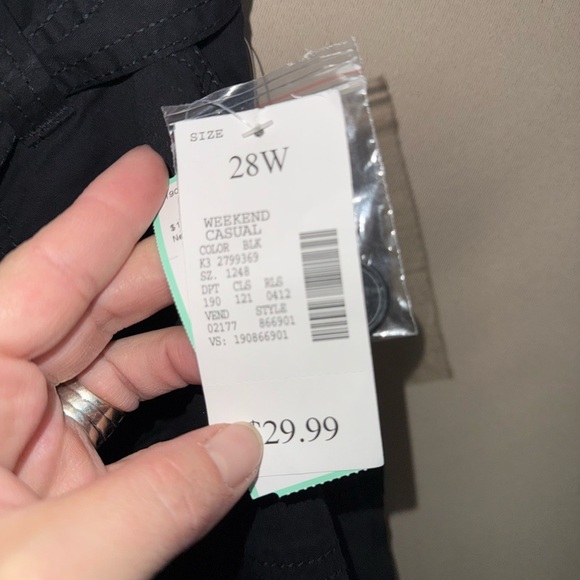 SIZE
28W
WEEKEND
CASUAL
COLOR BLK
K3 2799369
SZ. 1248
DPT CLS RLS
190 121 0412
VEND STYLE
02177 866901
VS: 190866901
$29.99